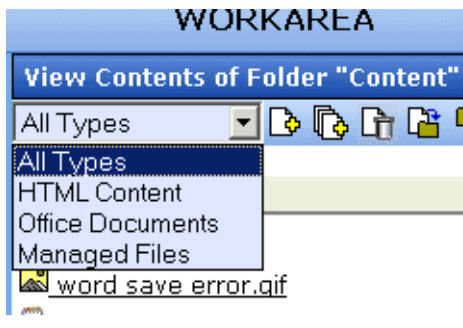 WORKAREA
View Contents of Folder "Content"
All Types
All Types
HTML Content
Office Documents
Managed Files
word save error.gif